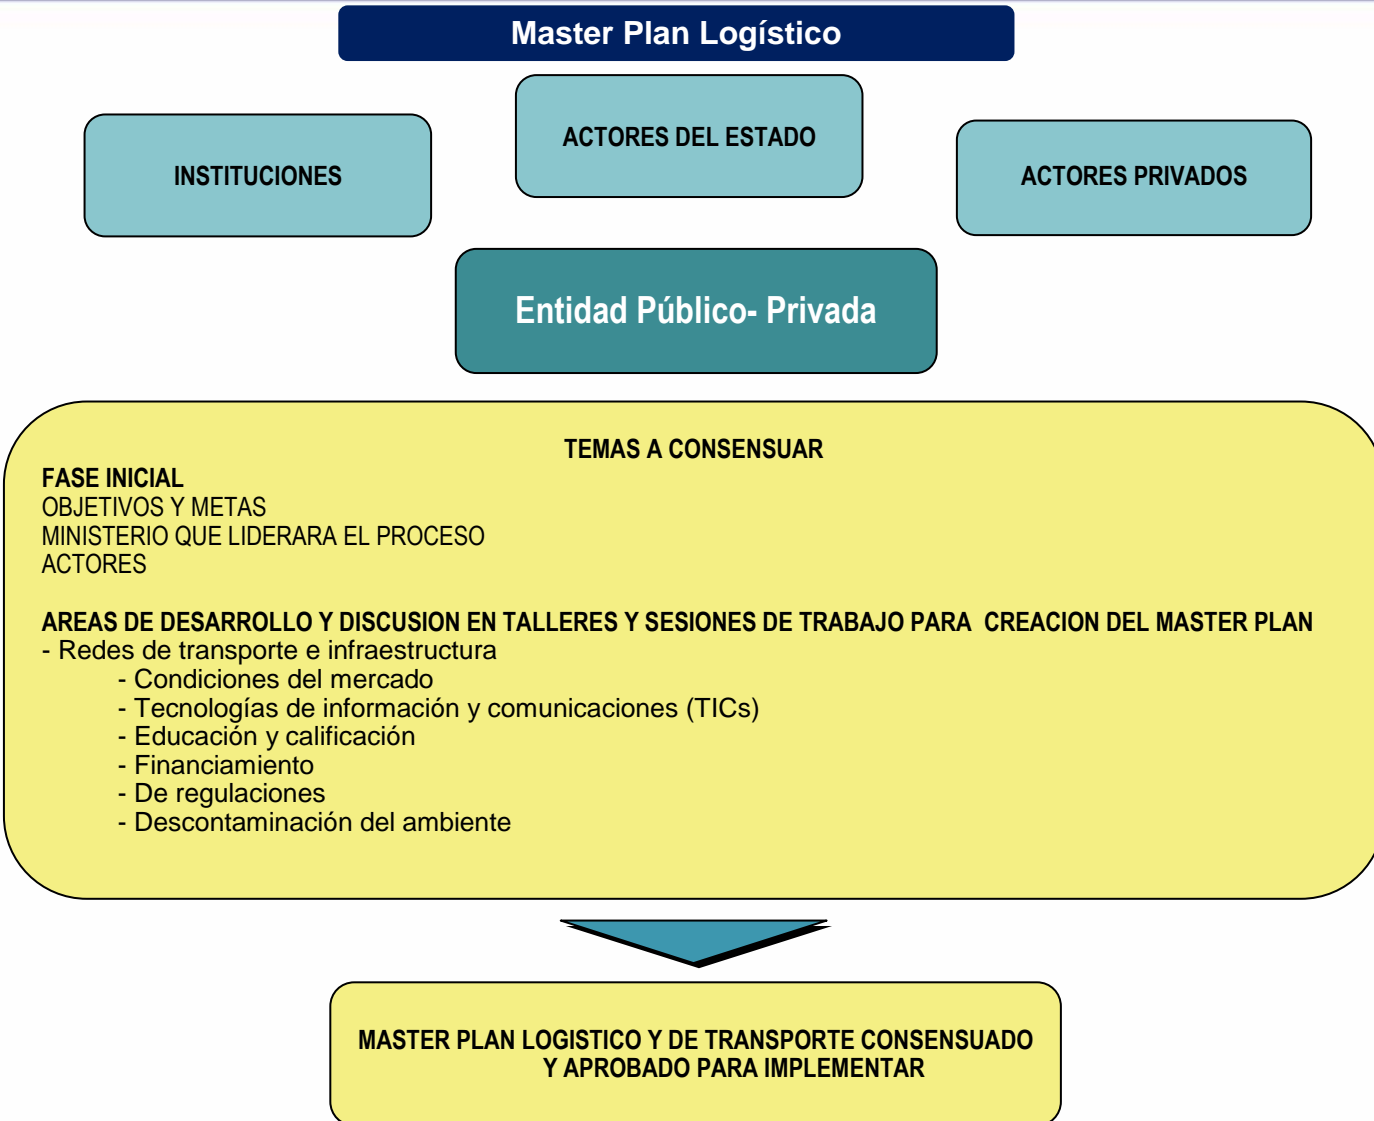 Master Plan Logístico
ACTORES DEL ESTADO
INSTITUCIONES
ACTORES PRIVADOS
Entidad Público- Privada
TEMAS A CONSENSUAR
FASE INICIAL
OBJETIVOS Y METAS
MINISTERIO QUE LIDERARA EL PROCESO
ACTORES
AREAS DE DESARROLLO Y DISCUSION EN TALLERES Y SESIONES DE TRABAJO PARA CREACION DEL MASTER PLAN
- Redes de transporte e infraestructura
- Condiciones del mercado
- Tecnologías de información y comunicaciones (TICs)
- Educación y calificación
- Financiamiento
- De regulaciones
- Descontaminación del ambiente
MASTER PLAN LOGISTICO Y DE TRANSPORTE CONSENSUADO
Y APROBADO PARA IMPLEMENTAR